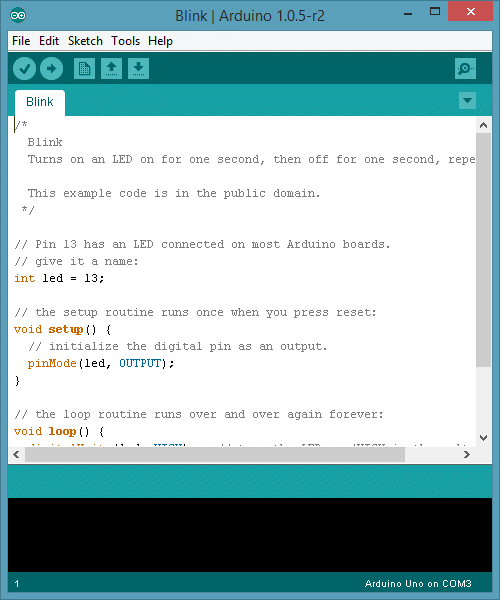 Blink | Arduino 1.0.5-r2
File Edit Sketch Tools Help
Blink
/*
  Blink
  Turns on an LED on for one second, then off for one second, repe
  This example code is in the public domain.
 */
// Pin 13 has an LED connected on most Arduino boards.
// give it a name:
int led = 13;
// the setup routine runs once when you press reset:
void setup() {
  // initialize the digital pin as an output.
  pinMode(led, OUTPUT);
}
// the loop routine runs over and over again forever:
void loop() {
1
Arduino Uno on COM3